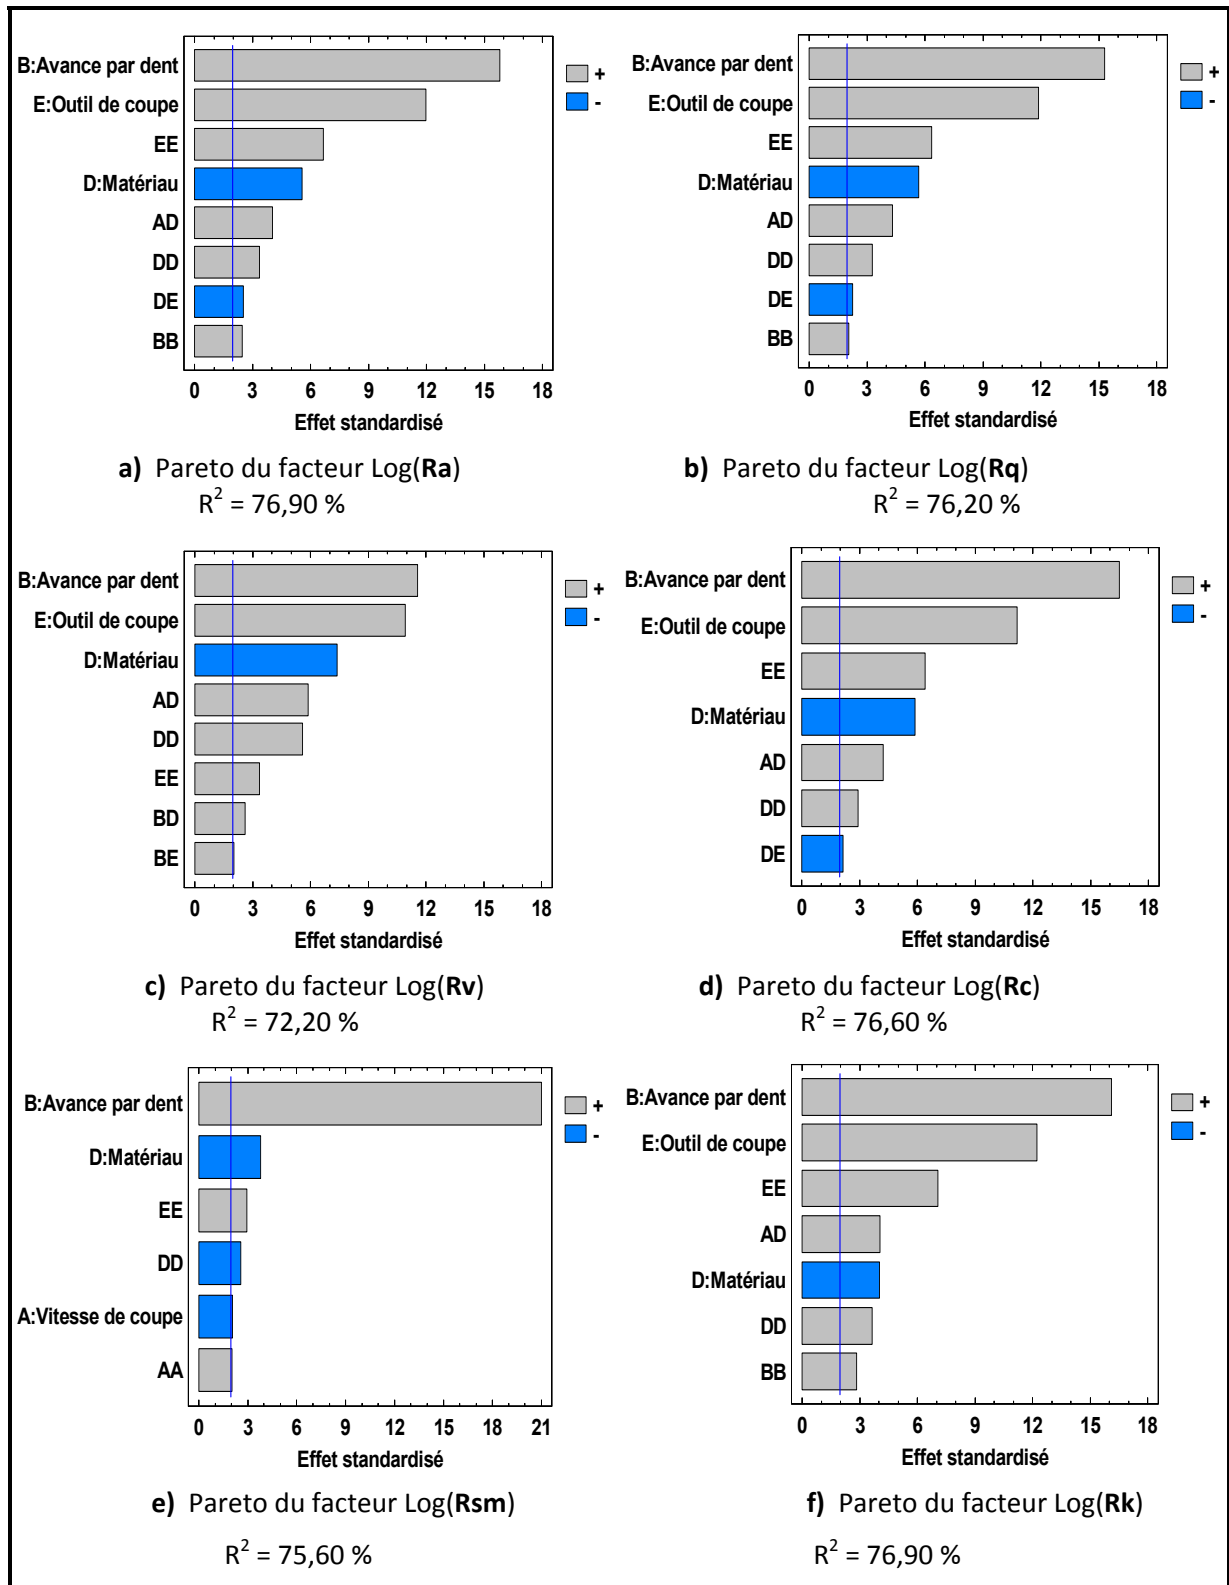 B:Avance par dent
E:Outil de coupe
EE
D:Matériau
AD
DD
DE
BB
0 3 6 9 12 15 18
Effet standardisé
+
-
a) Pareto du facteur Log(Ra)
R² = 76,90 %
B:Avance par dent
E:Outil de coupe
EE
D:Matériau
AD
DD
DE
BB
0 3 6 9 12 15 18
Effet standardisé
+
-
b) Pareto du facteur Log(Rq)
R² = 76,20 %
B:Avance par dent
E:Outil de coupe
D:Matériau
AD
DD
EE
BD
BE
0 3 6 9 12 15 18
Effet standardisé
+
-
c) Pareto du facteur Log(Rv)
R² = 72,20 %
B:Avance par dent
E:Outil de coupe
EE
D:Matériau
AD
DD
DE
0 3 6 9 12 15 18
Effet standardisé
+
-
d) Pareto du facteur Log(Rc)
R² = 76,60 %
B:Avance par dent
D:Matériau
EE
DD
A:Vitesse de coupe
AA
0 3 6 9 12 15 18 21
Effet standardisé
+
-
e) Pareto du facteur Log(Rsm)
R² = 75,60 %
B:Avance par dent
E:Outil de coupe
EE
AD
D:Matériau
DD
BB
0 3 6 9 12 15 18
Effet standardisé
+
-
f) Pareto du facteur Log(Rk)
R² = 76,90 %